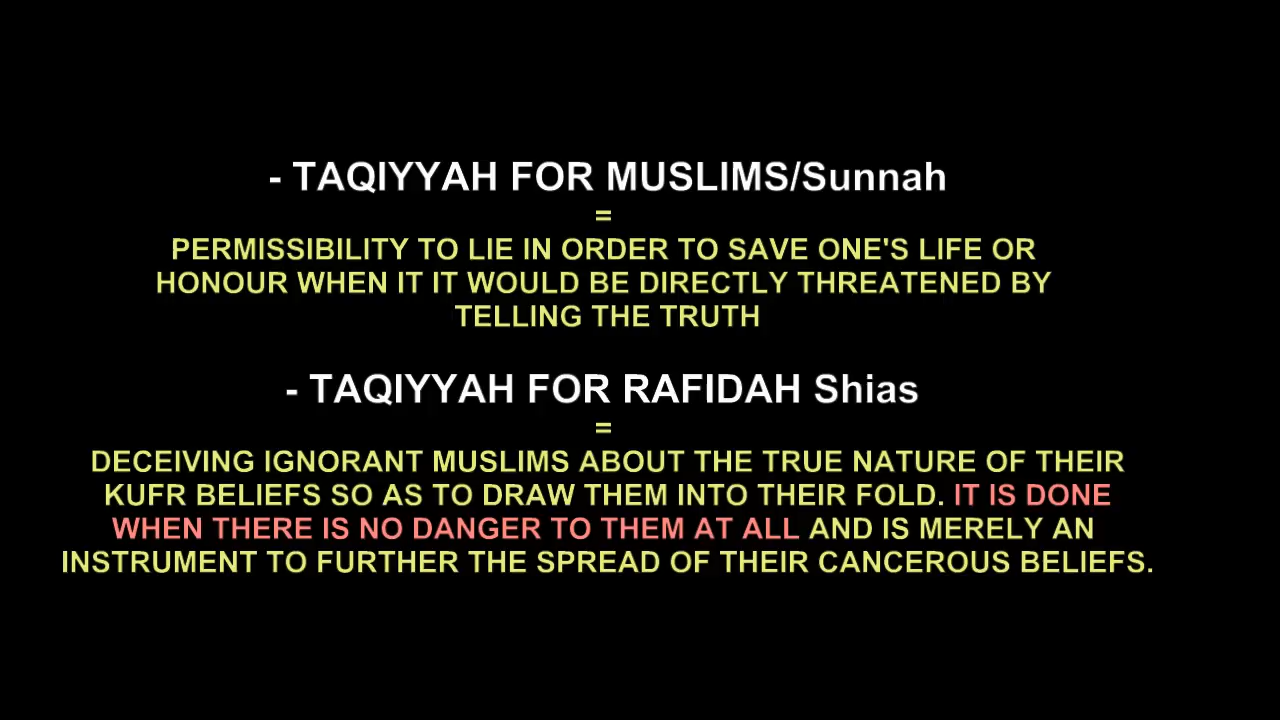 - TAQIYYAH FOR MUSLIMS/Sunnah
=
PERMISSIBILITY TO LIE IN ORDER TO SAVE ONE'S LIFE OR
HONOUR WHEN IT IT WOULD BE DIRECTLY THREATENED BY
TELLING THE TRUTH
- TAQIYYAH FOR RAFIDAH Shias
=
DECEIVING IGNORANT MUSLIMS ABOUT THE TRUE NATURE OF THEIR
KUFR BELIEFS SO AS TO DRAW THEM INTO THEIR FOLD. IT IS DONE
WHEN THERE IS NO DANGER TO THEM AT ALL AND IS MERELY AN
INSTRUMENT TO FURTHER THE SPREAD OF THEIR CANCEROUS BELIEFS.